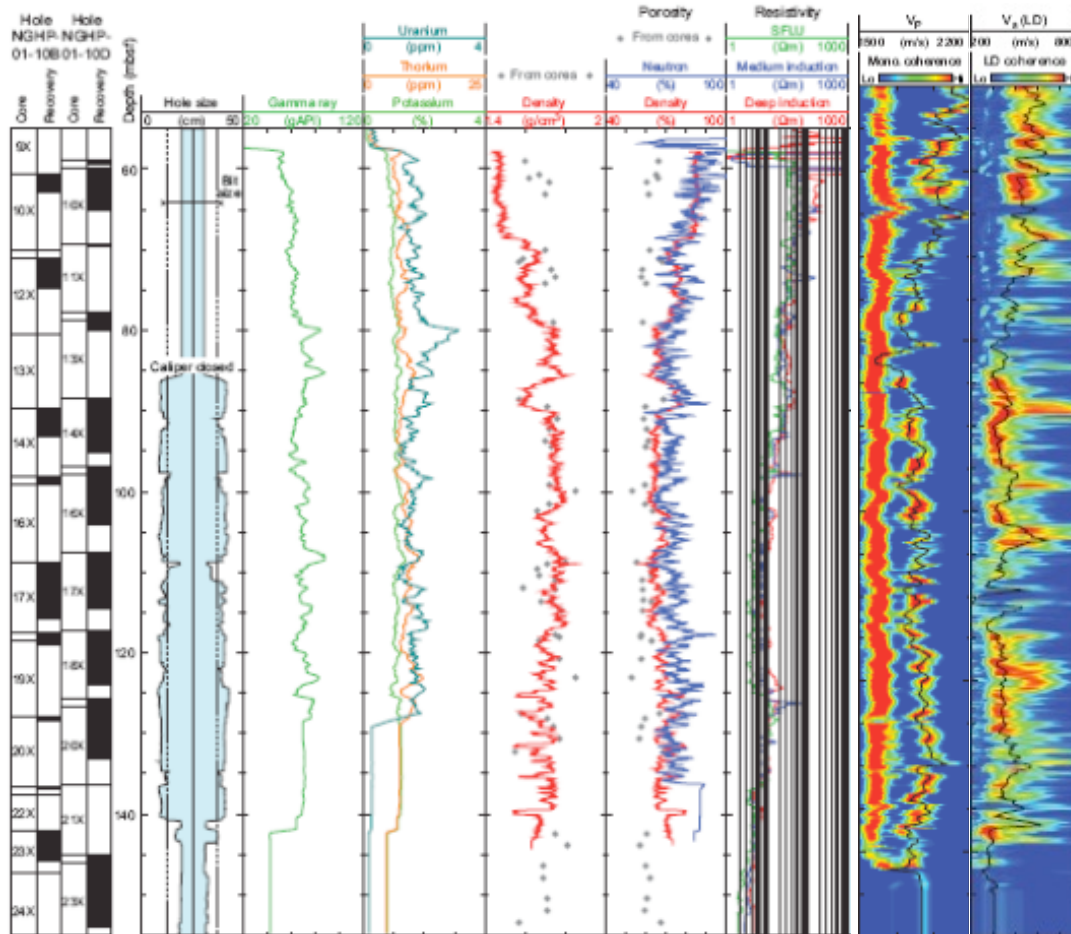 Hole Hole
NGHP- NGHP-
01-10B 01-10D
Core
Recovery
Core
Recovery
Depth (mbsf)
Hole size
0 (cm) 50
Gamma ray
20 (gAPI) 120
Uranium
0 (ppm) 4
Thorium
0 (ppm) 25
Potassium
0 (%) 4
From cores
Density
1.4 (g/cm³) 2
Porosity
From cores
Neutron
40 (%) 100
Density
40 (%) 100
Resistivity
SFLU
1 (Ωm) 1000
Medium induction
1 (Ωm) 1000
Deep induction
1 (Ωm) 1000
VP
1500 (m/s) 2200
Mono. coherence
Lo Hi
Vs (LD)
200 (m/s) 800
LD coherence
Lo
9X
10X
12X
13X
14X
16X
17X
18X
20X
22X
23X
24X
10X
11X
13X
14X
16X
17X
18X
20X
21X
23X
60
80
100
120
140
Bit
size
Caliper closed